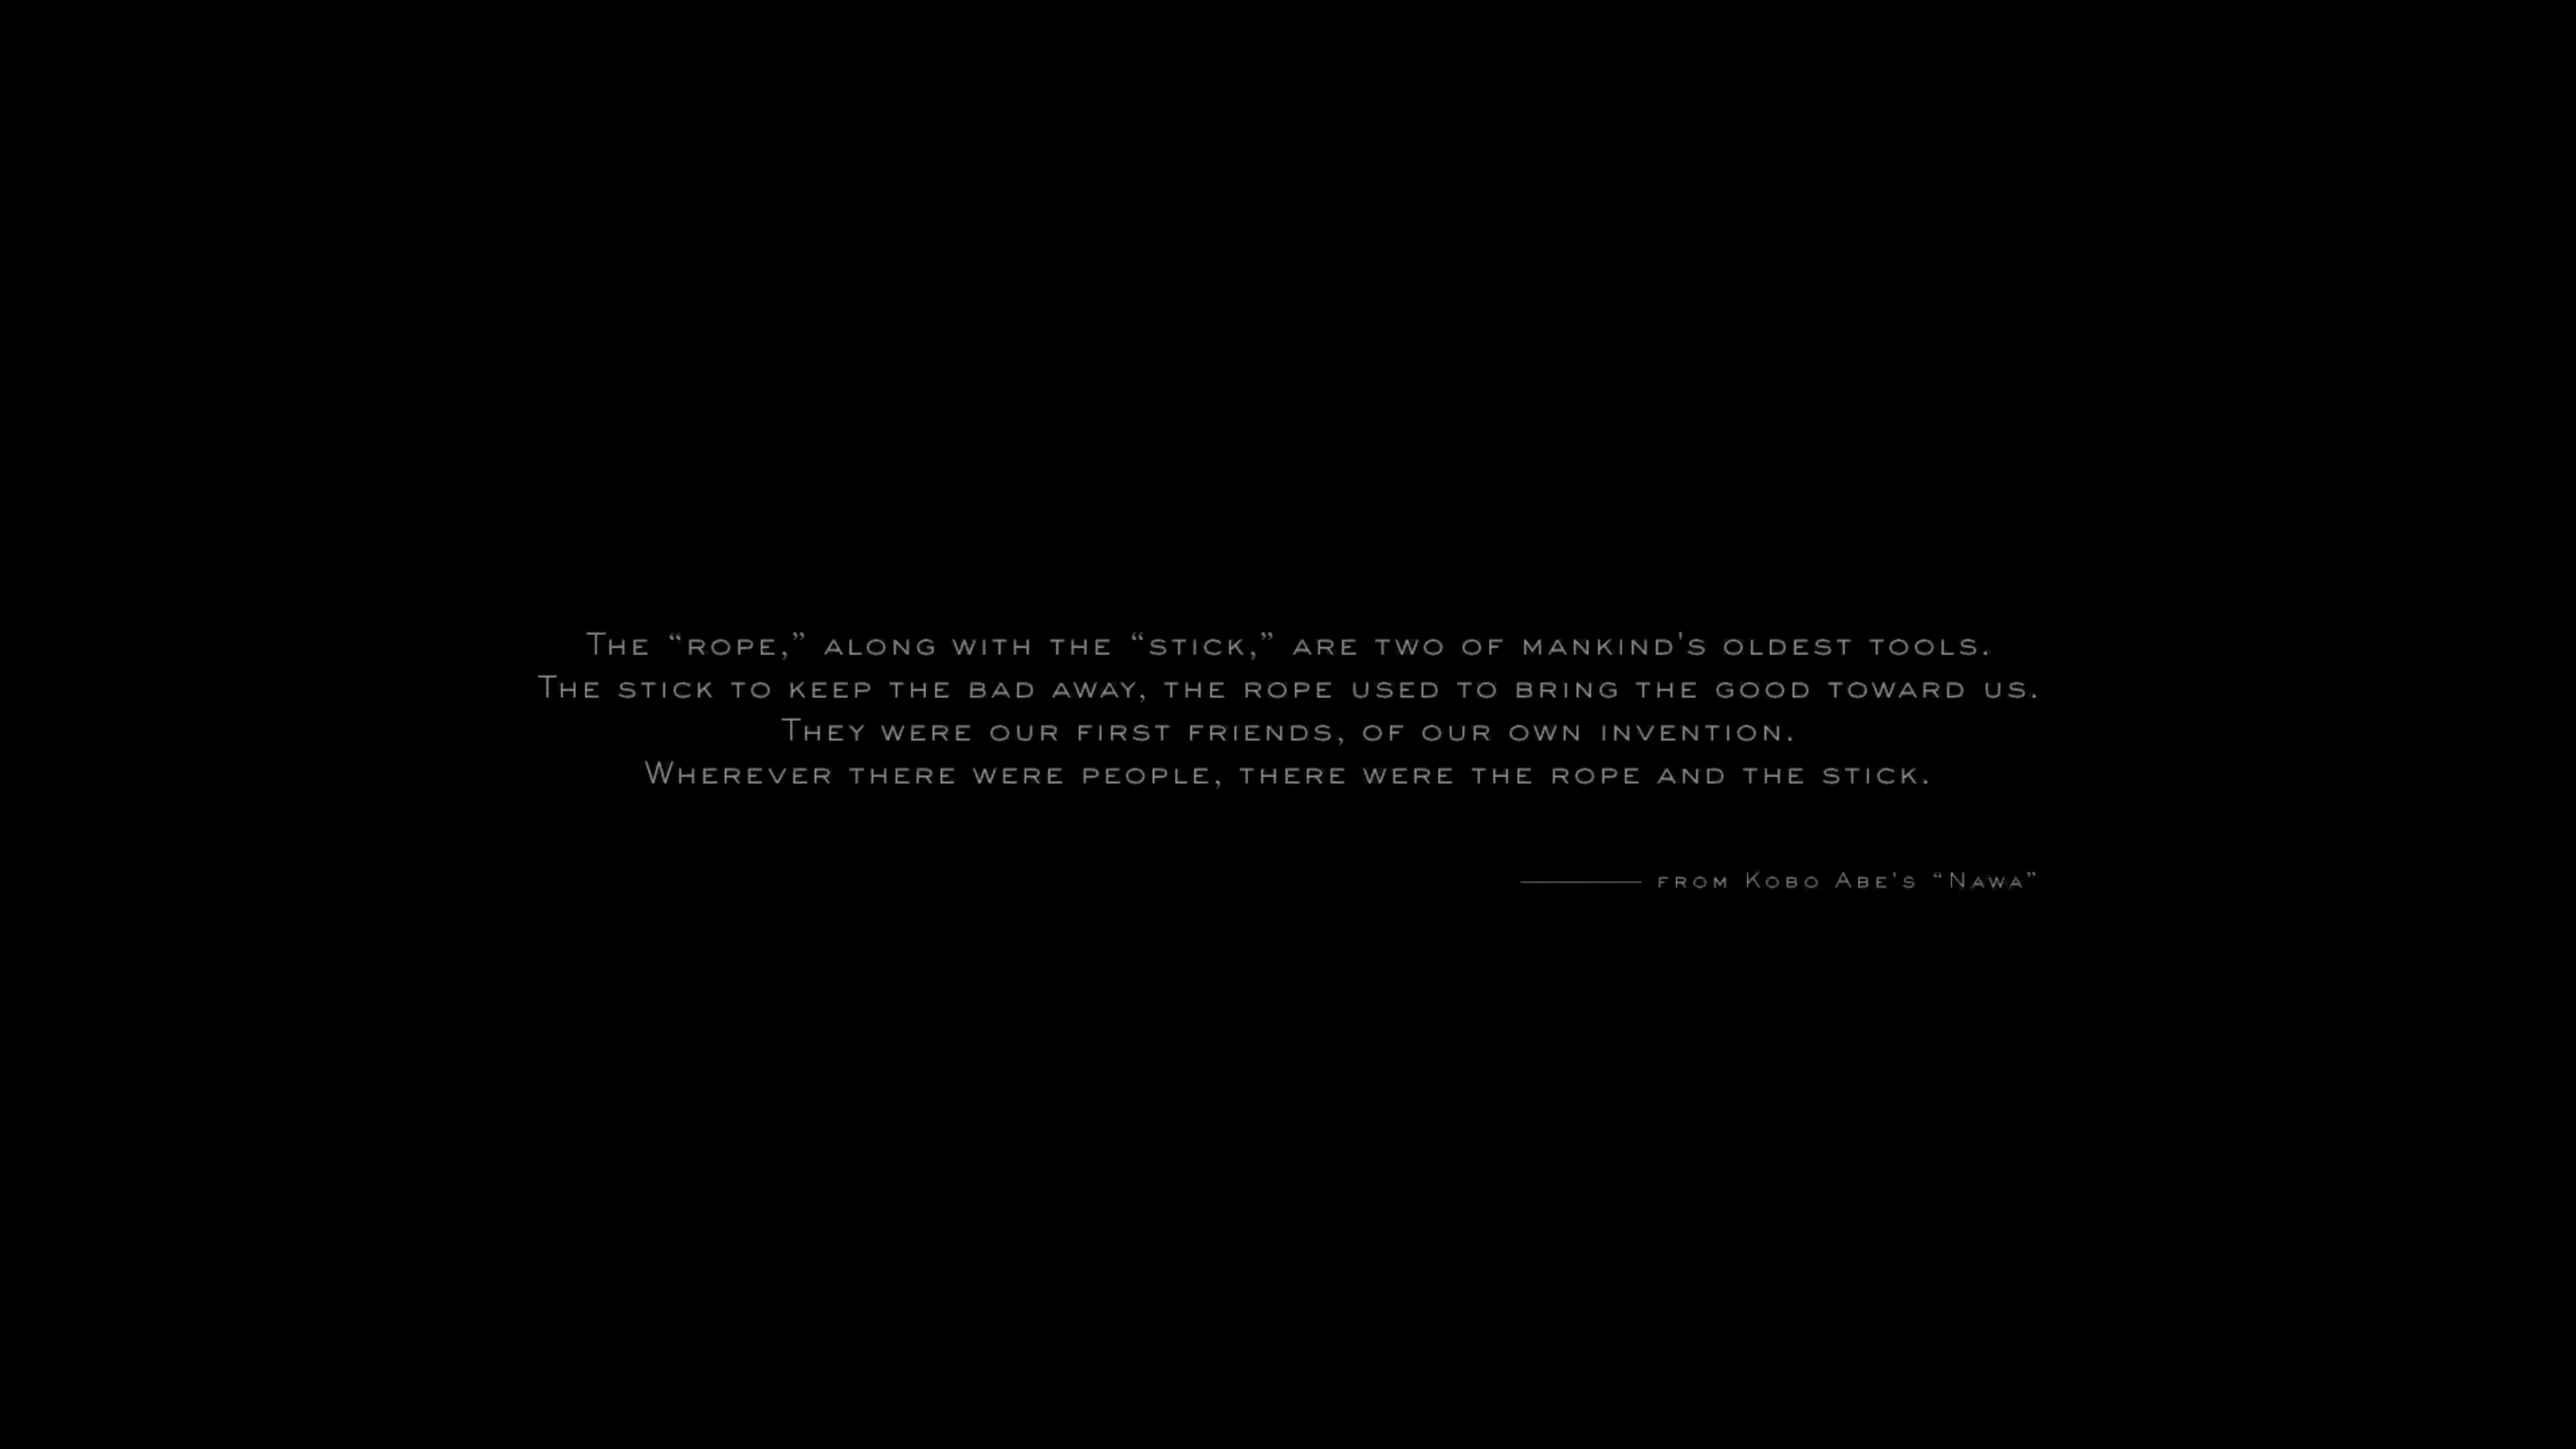 The “rope,” along with the “stick,” are two of mankind's oldest tools.
The stick to keep the bad away, the rope used to bring the good toward us.
They were our first friends, of our own invention.
Wherever there were people, there were the rope and the stick.
—— from Kobo Abe's “Nawa”